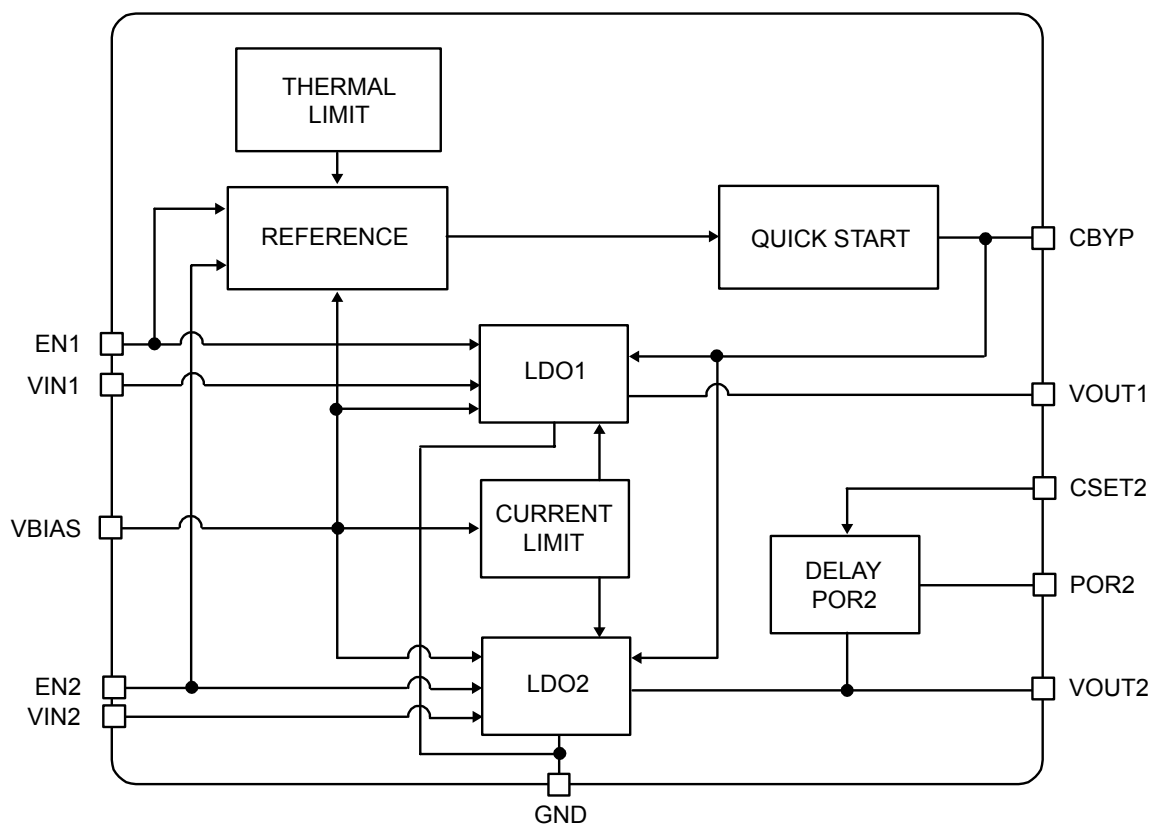 THERMAL
LIMIT
REFERENCE
QUICK START
CBYP
EN1
VIN1
LDO1
VOUT1
VBIAS
CURRENT
LIMIT
CSET2
DELAY
POR2
POR2
EN2
VIN2
LDO2
VOUT2
GND